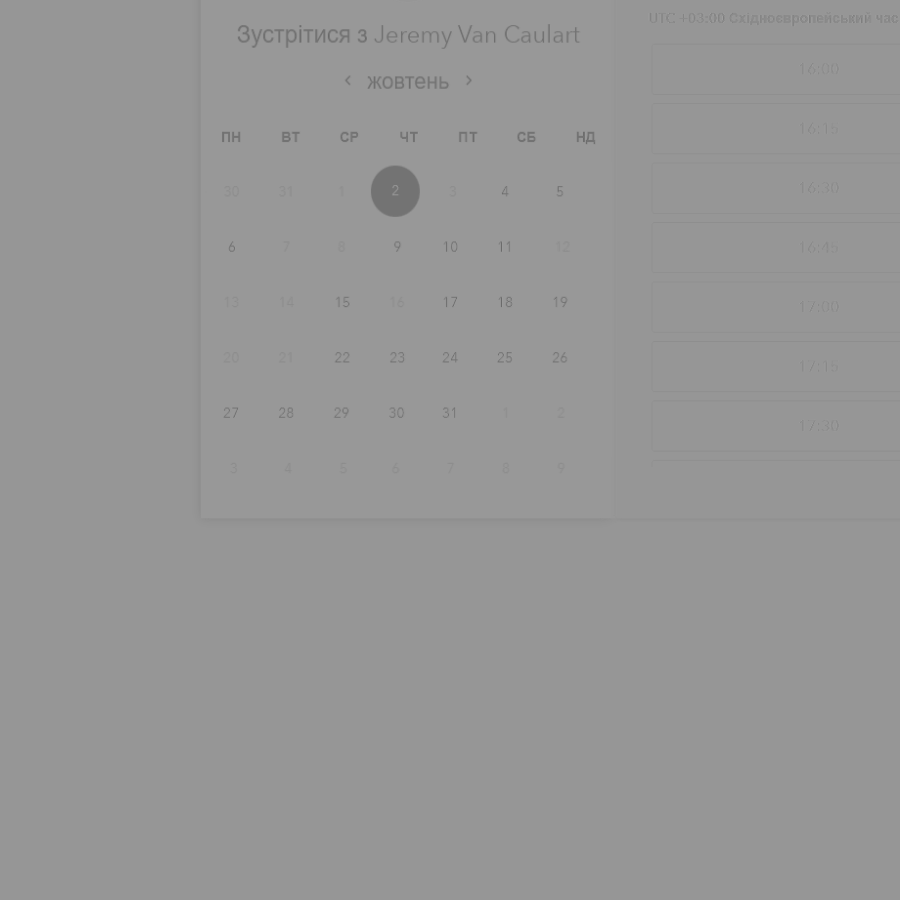 Зустрітися з Jeremy Van Caulart
жовтень
ПН ВТ СР ЧТ ПТ СБ НД
30 31 1 2 3 4 5
6 7 8 9 10 11 12
13 14 15 16 17 18 19
20 21 22 23 24 25 26
27 28 29 30 31 1 2
3 4 5 6 7 8 9
UTC +03:00 Східноєвропейський час
16:00
16:15
16:30
16:45
17:00
17:15
17:30